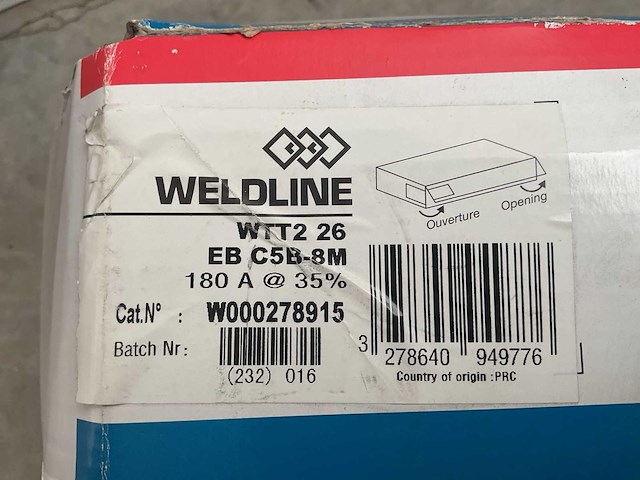 WELDLINE
WTT2 26
EB C5B-8M
180 A @ 35%
Cat.N° : W000278915
Batch Nr:
(232) 016
Ouverture
Opening
3 278640 949776
Country of origin :PRC